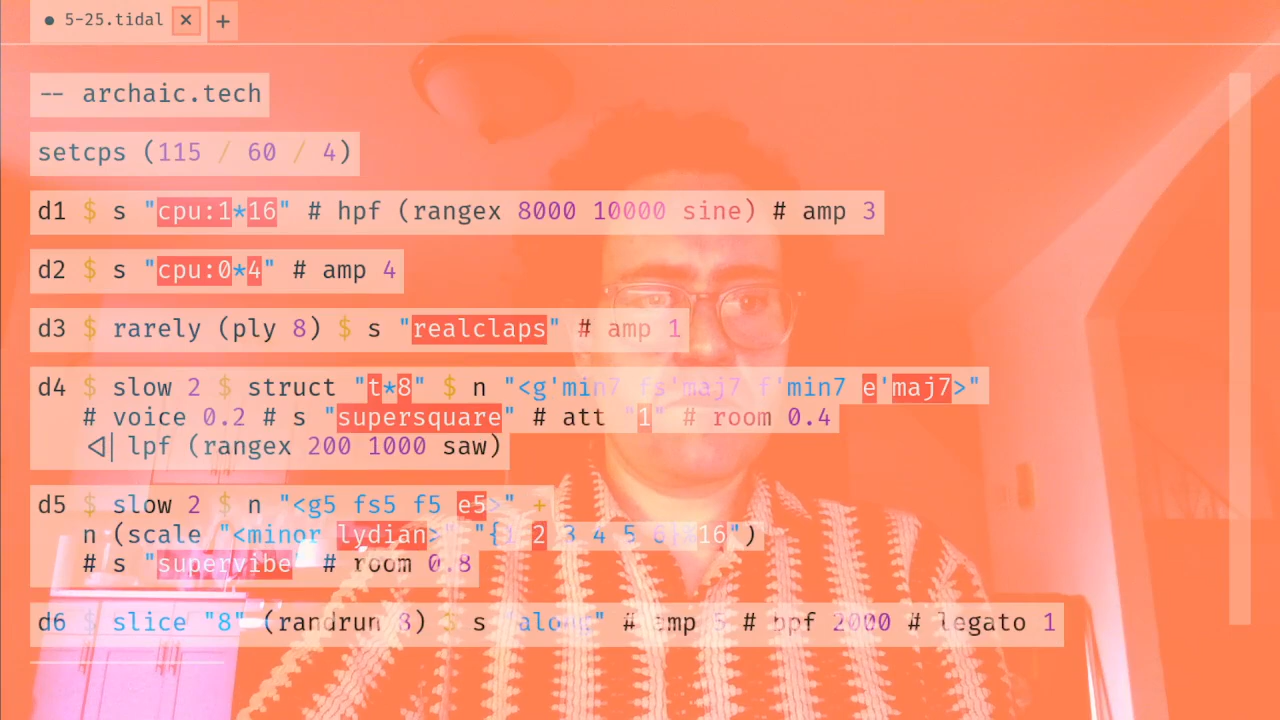 5-25.tidal
-- archaic.tech
setcps (115 / 60 / 4)
d1 $ s "cpu:1*16" # hpf (rangex 8000 10000 sine) # amp 3
d2 $ s "cpu:0*4" # amp 4
d3 $ rarely (ply 8) $ s "realclaps" # amp 1
d4 $ slow 2 $ struct "t*8" $ n "<g'min7 fs'maj7 f'min7 e'maj7>"
# voice 0.2 # s "supersquare" # att "1" # room 0.4
<| lpf (rangex 200 1000 saw)
d5 $ slow 2 $ n "<g5 fs5 f5 e5>" +
n (scale "<minor lydian>" "{1 2 3 4 5 6}%16")
# s "supervibe" # room 0.8
d6 $ slice "8" (randrun 8) $ s "along" # amp 5 # bpf 2000 # legato 1